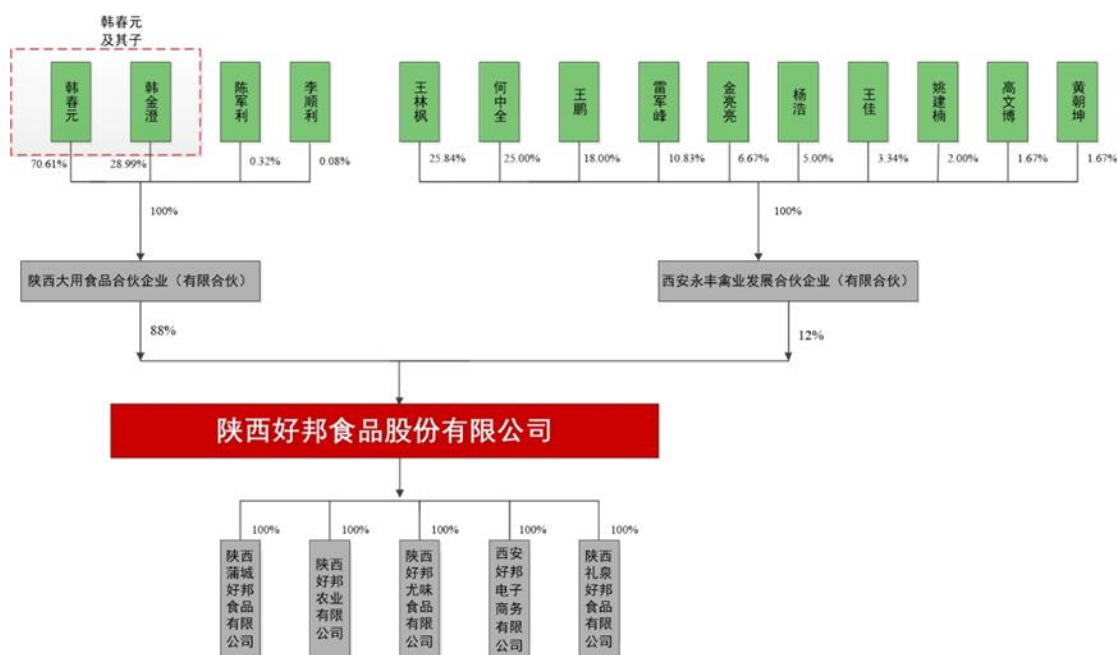 韩春元
及其子
韩春元
韩金澄
陈军利
李顺利
王林枫
何中全
王鹏
雷军峰
金亮亮
杨浩
王佳
姚建楠
高文博
黄朝坤
70.61%
28.99%
0.32%
0.08%
25.84%
25.00%
18.00%
10.83%
6.67%
5.00%
3.34%
2.00%
1.67%
1.67%
100%
100%
陕西大用食品合伙企业（有限合伙）
西安永丰禽业发展合伙企业（有限合伙）
88%
12%
陕西好邦食品股份有限公司
100%
100%
100%
100%
100%
陕西
蒲城
好邦
食品
有限
公司
陕西
好邦
农业
有限
公司
陕西
好邦
尤味
食品
有限
公司
西安
好邦
电子
商务
有限
公司
陕西
礼泉
好邦
食品
有限
公司